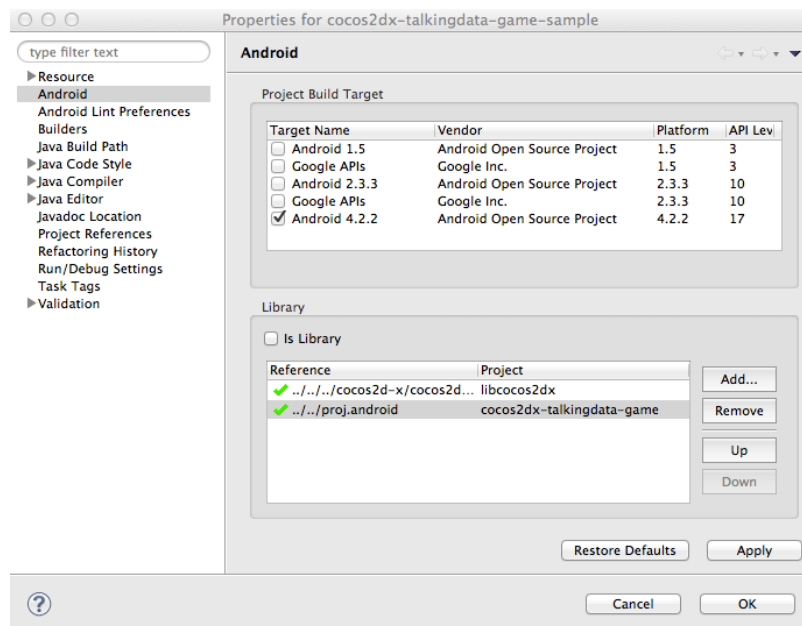 Properties for cocos2dx-talkingdata-game-sample
type filter text
Resource
Android
Android Lint Preferences
Builders
Java Build Path
Java Code Style
Java Compiler
Java Editor
Javadoc Location
Project References
Refactoring History
Run/Debug Settings
Task Tags
Validation
Android
Project Build Target
Target Name Vendor Platform API Lev
Android 1.5 Android Open Source Project 1.5 3
Google APIs Google Inc. 1.5 3
Android 2.3.3 Android Open Source Project 2.3.3 10
Google APIs Google Inc. 2.3.3 10
Android 4.2.2 Android Open Source Project 4.2.2 17
Library
Is Library
Reference Project
../../../cocos2d-x/cocos2d... libcocos2dx
../../proj.android cocos2dx-talkingdata-game
Add...
Remove
Up
Down
Restore Defaults Apply
? Cancel OK